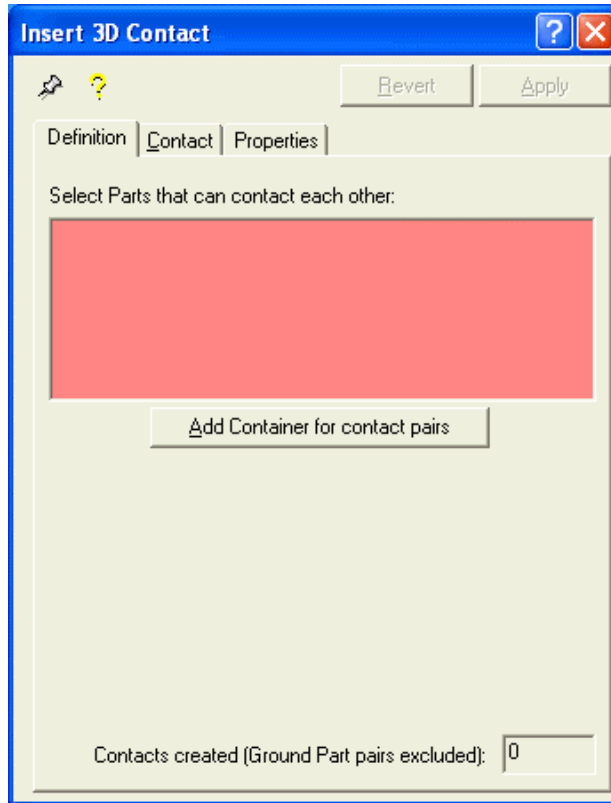 Insert 3D Contact
?
?
Revert Apply
Definition Contact Properties
Select Parts that can contact each other:
Add Container for contact pairs
Contacts created (Ground Part pairs excluded): 0